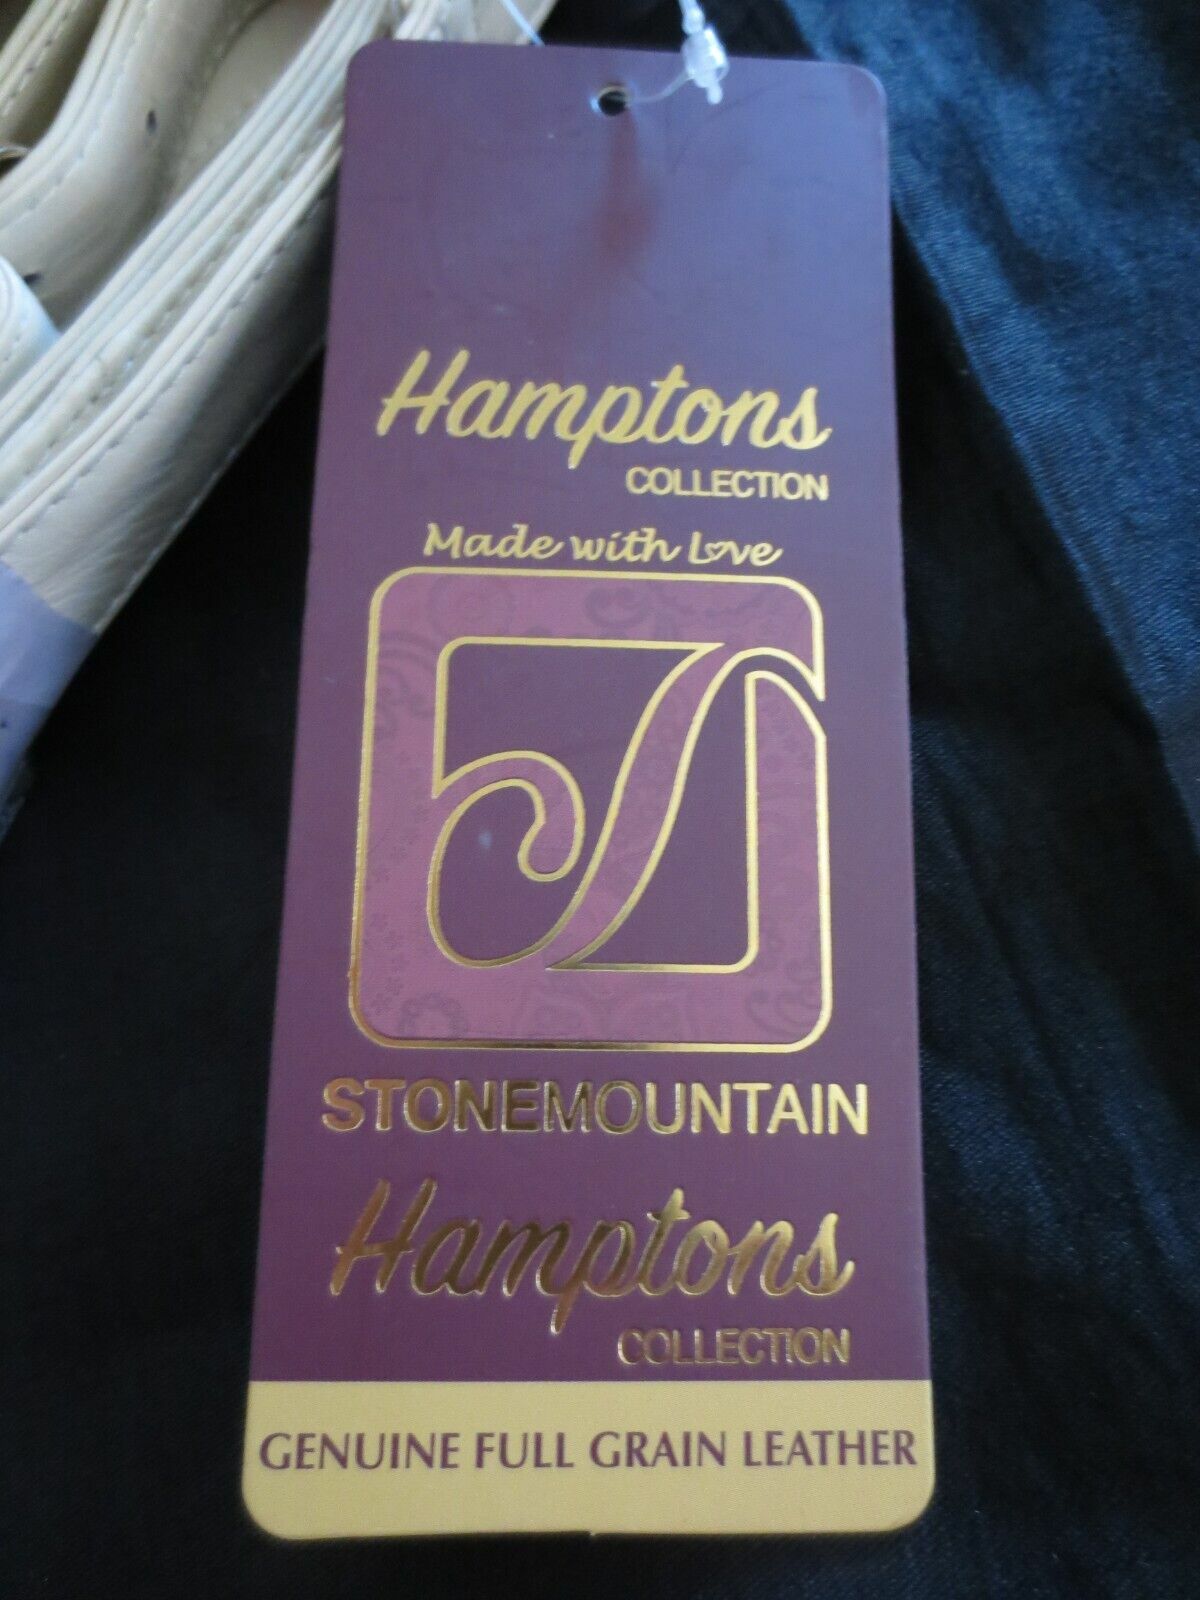 Hamptons
COLLECTION
Made with Love
STONEMOUNTAIN
Hamptons
COLLECTION
GENUINE FULL GRAIN LEATHER